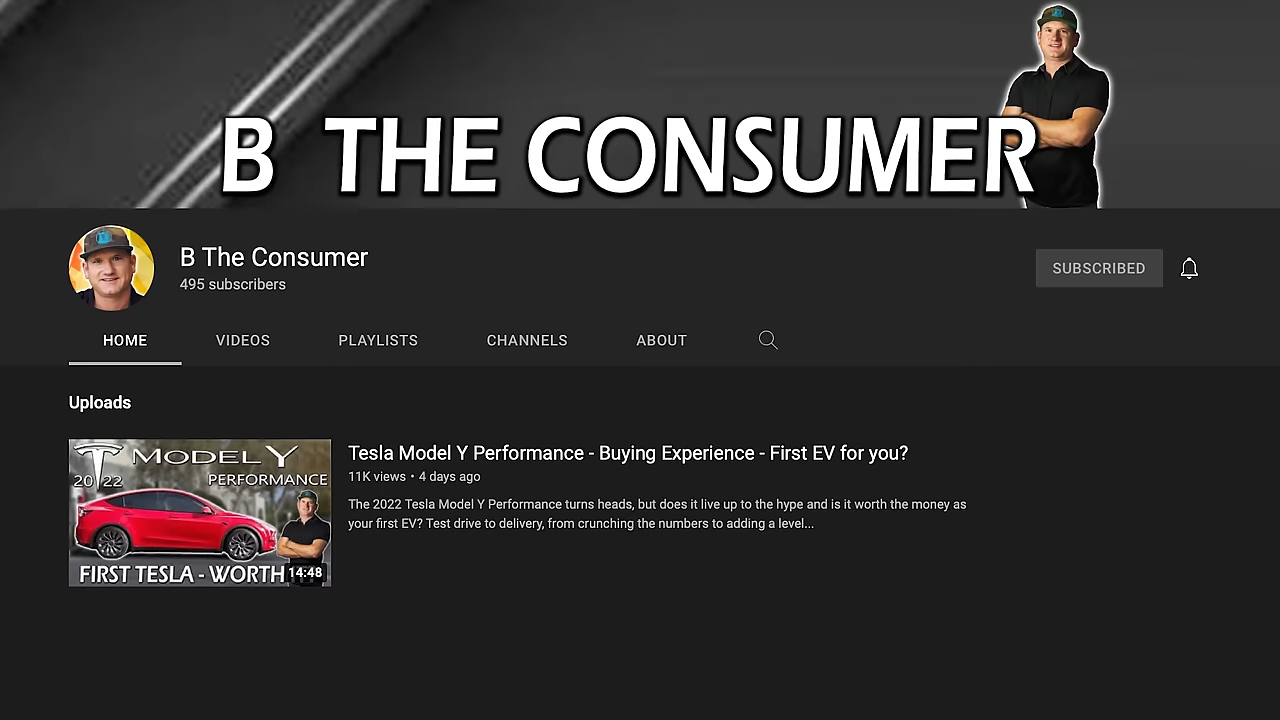 B THE CONSUMER
B The Consumer
495 subscribers
SUBSCRIBED
HOME VIDEOS PLAYLISTS CHANNELS ABOUT
Uploads
MODEL Y
2022 PERFORMANCE
FIRST TESLA - WORTH
14:48
Tesla Model Y Performance - Buying Experience - First EV for you?
11K views • 4 days ago
The 2022 Tesla Model Y Performance turns heads, but does it live up to the hype and is it worth the money as
your first EV? Test drive to delivery, from crunching the numbers to adding a level...